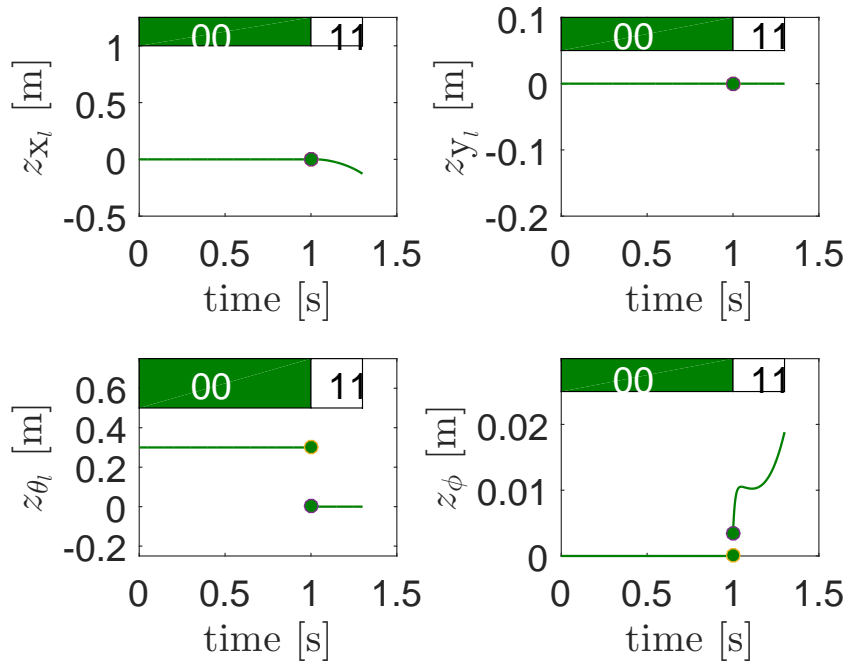 00 11
1
0.5
0
-0.5
z_{x_l} [m]
0 0.5 1 1.5
time [s]
00 11
0.1
0
-0.1
-0.2
z_{y_l} [m]
0 0.5 1 1.5
time [s]
00 11
0.6
0.4
0.2
0
-0.2
z_{θ_l} [m]
0 0.5 1 1.5
time [s]
00 11
0.02
0.01
0
z_ϕ [m]
0 0.5 1 1.5
time [s]